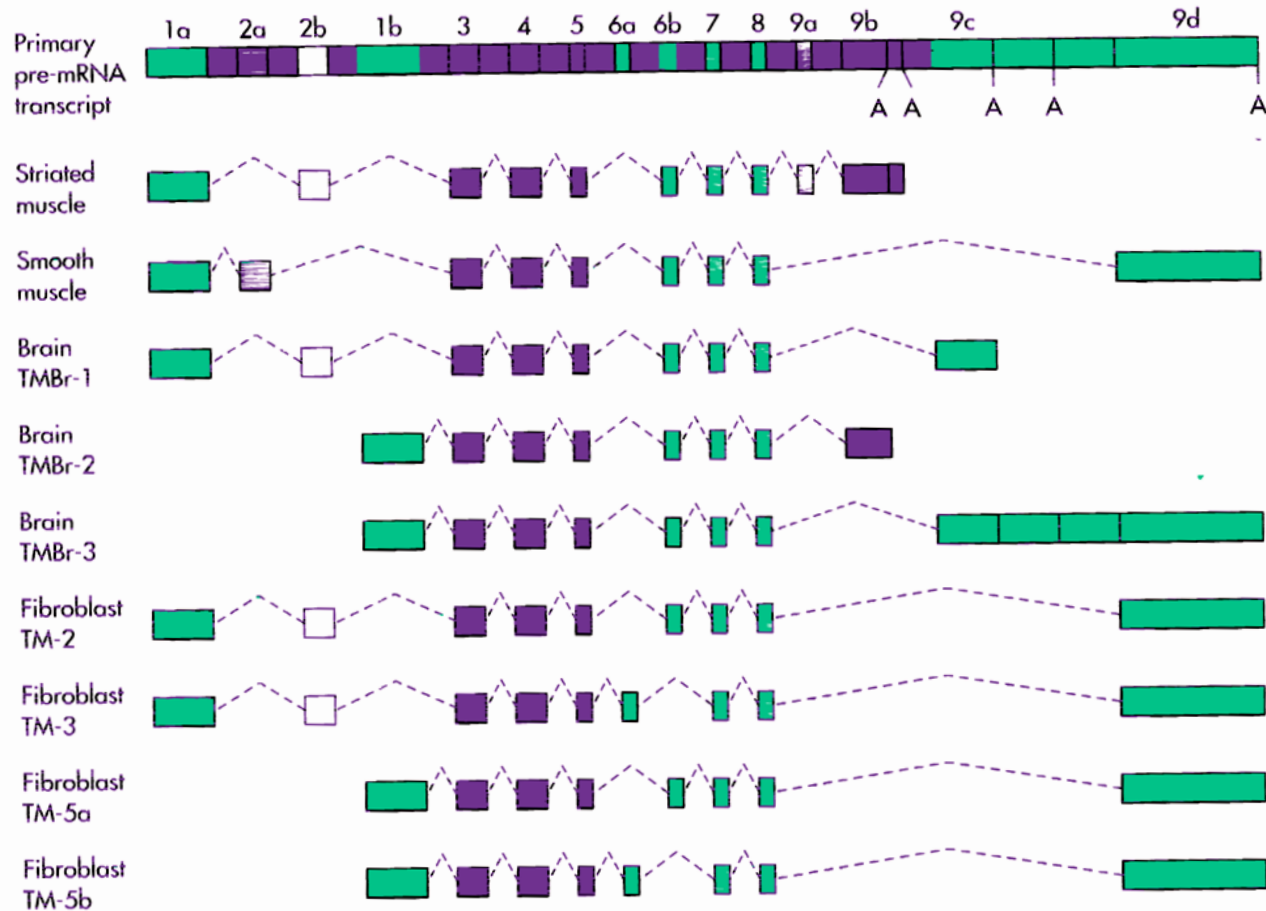 1a 2a 2b 1b 3 4 5 6a 6b 7 8 9a 9b 9c 9d
Primary
pre-mRNA
transcript
A A A A A
Striated
muscle
Smooth
muscle
Brain
TMBr-1
Brain
TMBr-2
Brain
TMBr-3
Fibroblast
TM-2
Fibroblast
TM-3
Fibroblast
TM-5a
Fibroblast
TM-5b